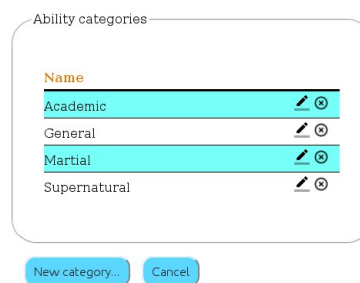 Ability categories
Name
Academic
General
Martial
Supernatural
New category... Cancel